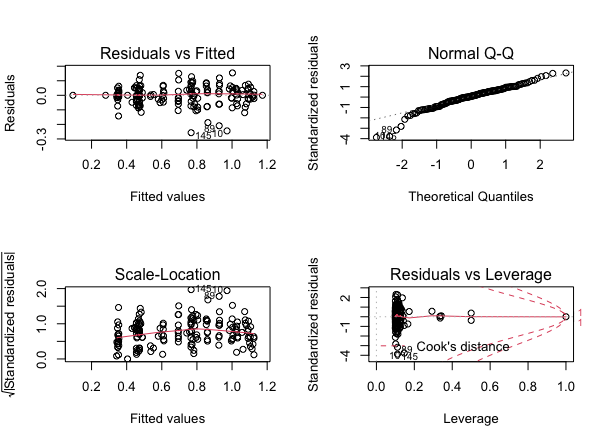 Residuals vs Fitted
Residuals
0.0
-0.3
89
145
10
0.2 0.4 0.6 0.8 1.0 1.2
Fitted values
Normal Q-Q
Standardized residuals
3
1
-1
-4
89
-2 -1 0 1 2
Theoretical Quantiles
Scale-Location
√|Standardized residuals|
2.0
1.0
0.0
145
10
89
0.2 0.4 0.6 0.8 1.0 1.2
Fitted values
Residuals vs Leverage
Standardized residuals
2
-1
-4
1
1
89
Cook's distance
10
145
0.0 0.2 0.4 0.6 0.8 1.0
Leverage